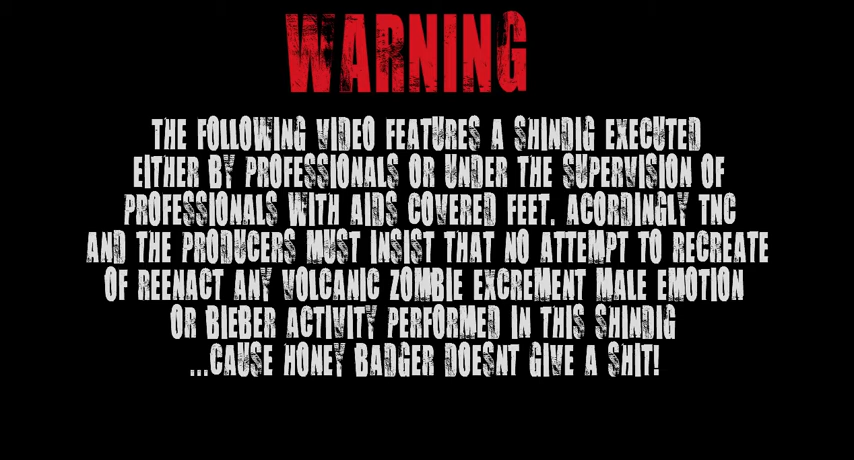 WARNING
THE FOLLOWING VIDEO FEATURES A SHINDIG EXECUTED
EITHER BY PROFESSIONALS OR UNDER THE SUPERVISION OF
PROFESSIONALS WITH AIDS COVERED FEET. ACORDINGLY TNC
AND THE PRODUCERS MUST INSIST THAT NO ATTEMPT TO RECREATE
OF REENACT ANY VOLCANIC ZOMBIE EXCREMENT MALE EMOTION
OR BIEBER ACTIVITY PERFORMED IN THIS SHINDIG
...CAUSE HONEY BADGER DOESNT GIVE A SHIT!